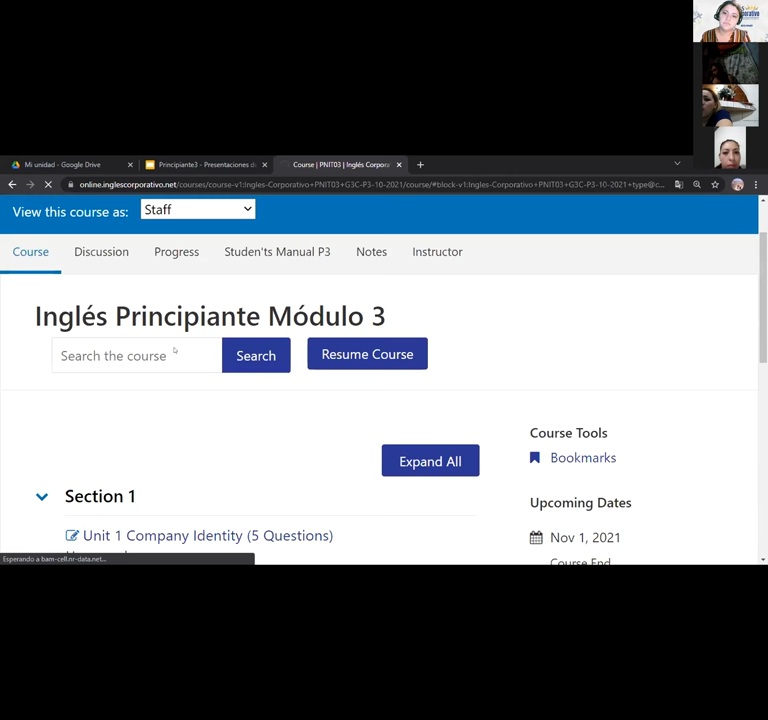 Mi unidad - Google Drive
Principiante3 - Presentaciones d
Course | PNIT03 | Inglés Corpora
online.inglescorporativo.net/courses/course-v1:Ingles-Corporativo+PNIT03+G3C-P3-10-2021/course/#block-v1:Ingles-Corporativo+PNIT03+G3C-P3-10-2021+type@c...
View this course as: Staff
Course Discussion Progress Studen'ts Manual P3 Notes Instructor
Inglés Principiante Módulo 3
Search the course Search Resume Course
Course Tools
Bookmarks
Expand All
Section 1
Upcoming Dates
Unit 1 Company Identity (5 Questions)
Nov 1, 2021
Course End
Esperando a bam-cell.nr-data.net...